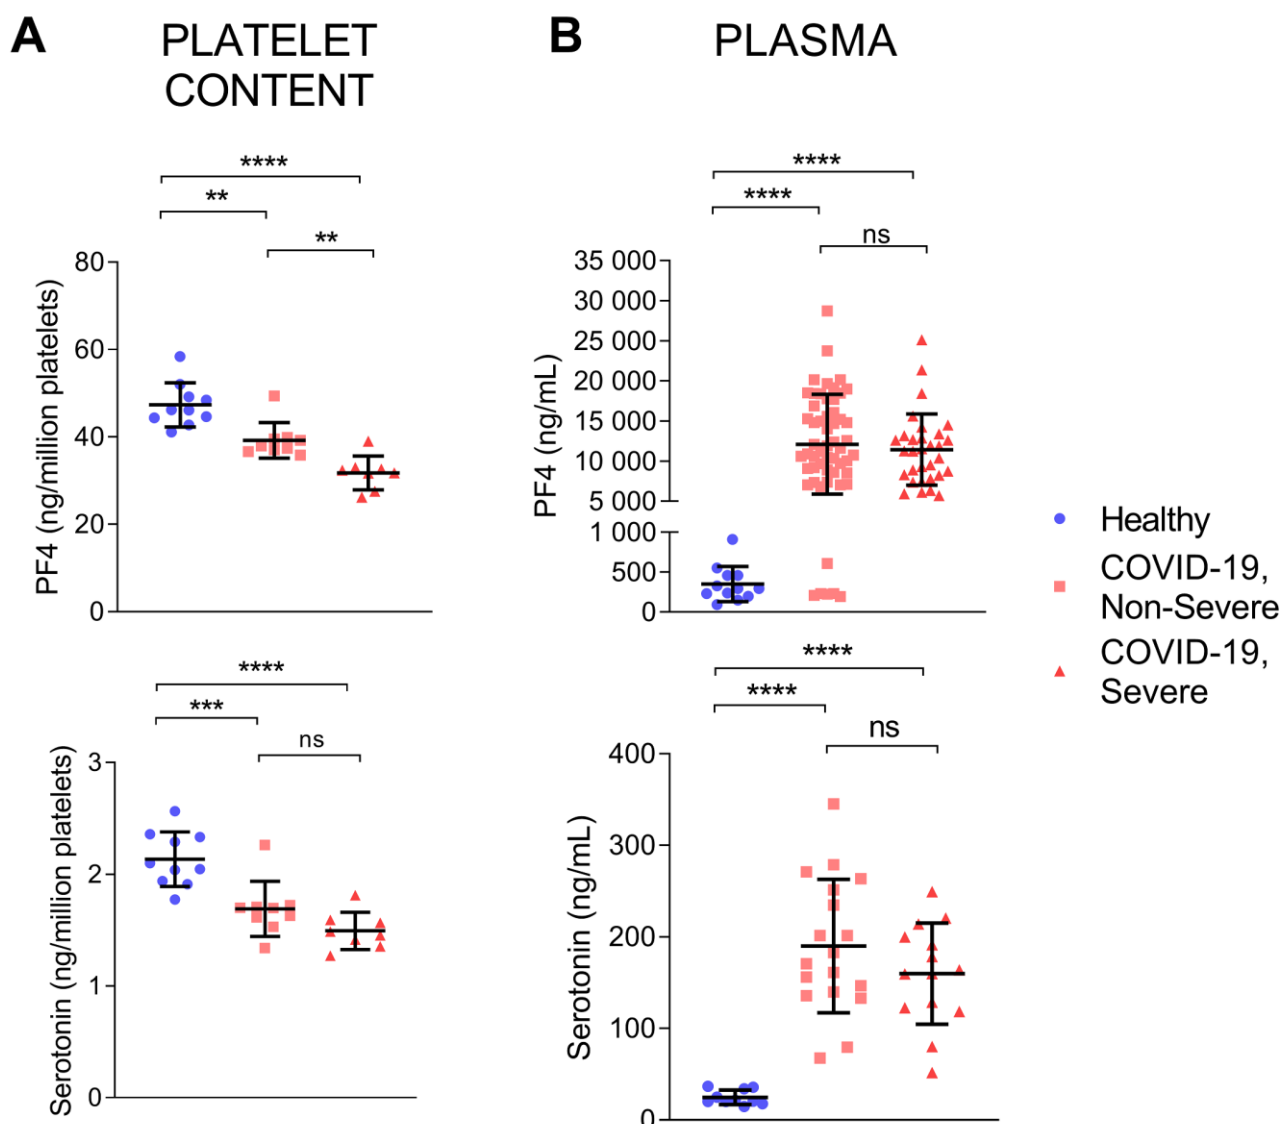 A
PLATELET
CONTENT
****
**
**
PF4 (ng/million platelets)
80
60
40
20
0
****
***
ns
Serotonin (ng/million platelets)
3
2
1
0
B
PLASMA
****
****
ns
PF4 (ng/mL)
35 000
30 000
25 000
20 000
15 000
10 000
5 000
1 000
500
0
****
****
ns
Serotonin (ng/mL)
400
300
200
100
0
Healthy
COVID-19,
Non-Severe
COVID-19,
Severe